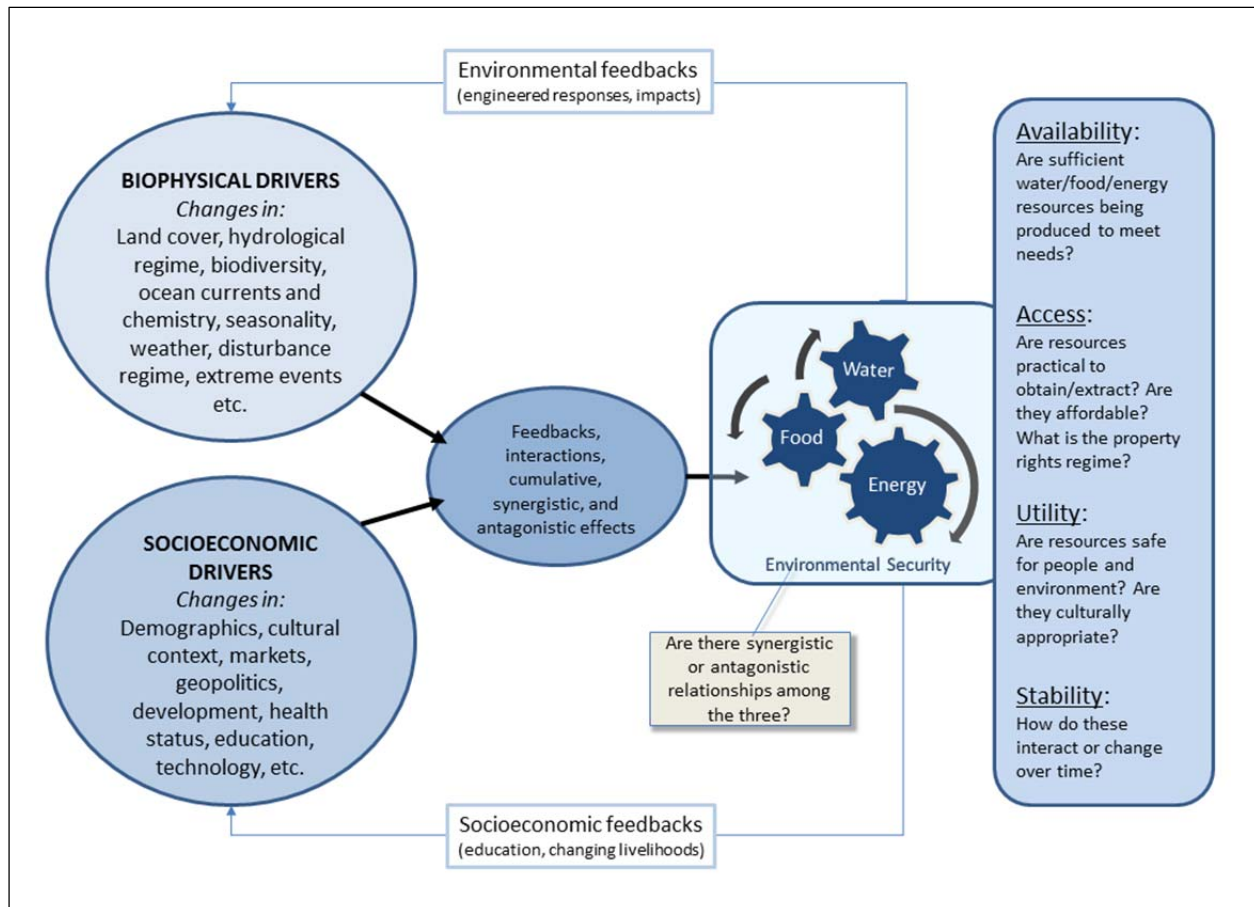 Environmental feedbacks
(engineered responses, impacts)
BIOPHYSICAL DRIVERS
Changes in:
Land cover, hydrological
regime, biodiversity,
ocean currents and
chemistry, seasonality,
weather, disturbance
regime, extreme events
etc.
SOCIOECONOMIC
DRIVERS
Changes in:
Demographics, cultural
context, markets,
geopolitics,
development, health
status, education,
technology, etc.
Feedbacks,
interactions,
cumulative,
synergistic, and
antagonistic effects
Water
Food
Energy
Environmental Security
Are there synergistic
or antagonistic
relationships among
the three?
Socioeconomic feedbacks
(education, changing livelihoods)
Availability:
Are sufficient
water/food/energy
resources being
produced to meet
needs?
Access:
Are resources
practical to
obtain/extract? Are
they affordable?
What is the property
rights regime?
Utility:
Are resources safe
for people and
environment? Are
they culturally
appropriate?
Stability:
How do these
interact or change
over time?